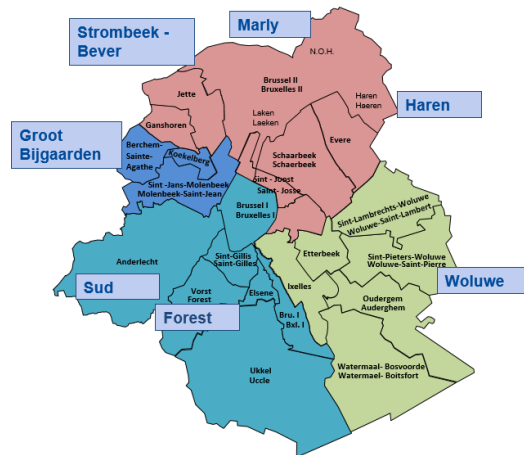 Strombeek -
Bever
Marly
N.O.H.
Brussel II
Bruxelles II
Jette
Haren
Haeren
Haren
Laken
Laeken
Ganshoren
Evere
Groot
Bijgaarden
Berchem-
Sainte-
Agathe
Koekelberg
Schaarbeek
Schaerbeek
Sint - Joost
Saint- Josse
Sint -Jans-Molenbeek
Molenbeek-Saint-Jean
Brussel I
Bruxelles I
Sint-Lambrechts-Woluwe
Woluwe-Saint-Lambert
Anderlecht
Sint-Gillis
Saint-Gilles
Etterbeek
Sint-Pieters-Woluwe
Woluwe-Saint-Pierre
Sud
Vorst
Forest
Elsene
Ixelles
Woluwe
Oudergem
Auderghem
Forest
Bru. I
Bxl. I
Ukkel
Uccle
Watermaal- Bosvoorde
Watermael- Boitsfort